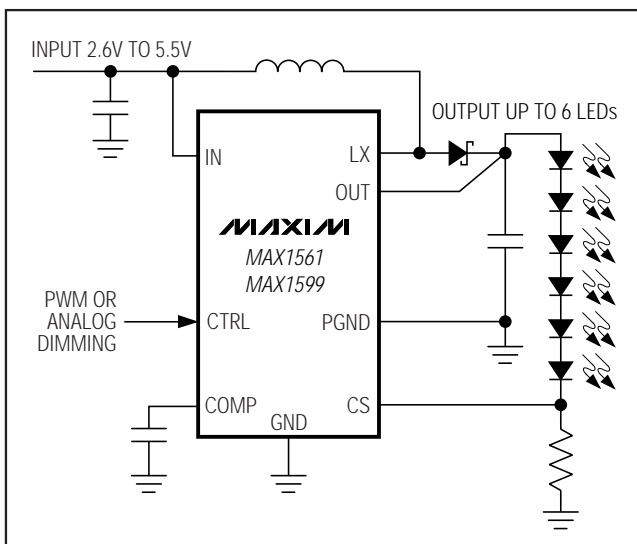 INPUT 2.6V TO 5.5V
OUTPUT UP TO 6 LEDs
IN
LX
OUT
MAXIM
MAX1561
MAX1599
PWM OR
ANALOG
DIMMING
CTRL
PGND
COMP
CS
GND